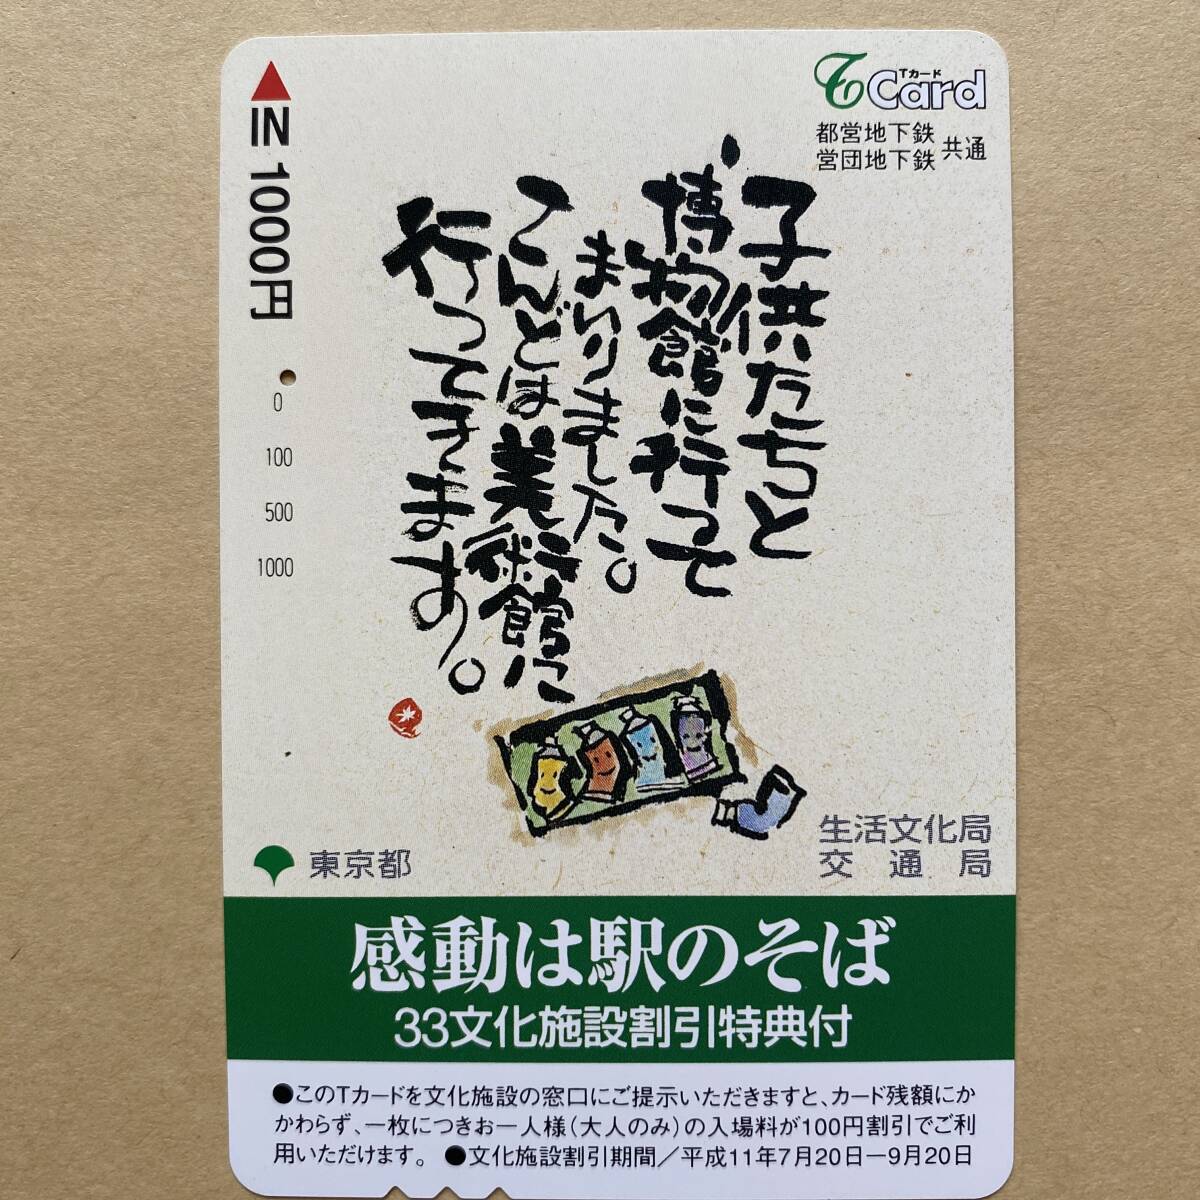 IN 1000円
0
100
500
1000
Tカード
T Card
都営地下鉄
営団地下鉄
共通
子供たちと
博物館に行って
まいりました。
こんどは美術館に
行ってきます。
東京都
生活文化局
交通局
感動は駅のそば
33文化施設割引特典付
●このTカードを文化施設の窓口にご提示いただきますと、カード残額にか
かわらず、一枚につきお一人様(大人のみ)の入場料が100円割引でご利
用いただけます。 ●文化施設割引期間/平成11年7月20日−9月20日